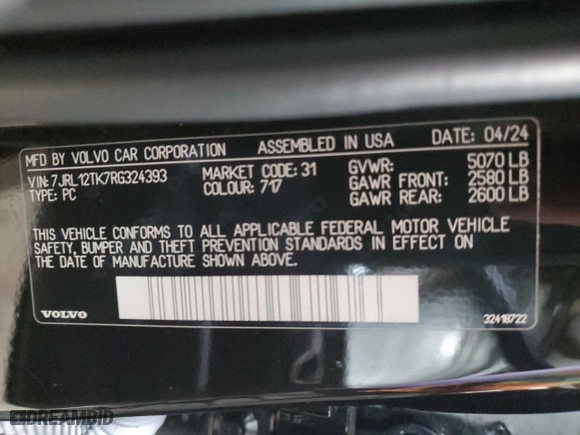 MFD BY VOLVO CAR CORPORATION ASSEMBLED IN USA DATE: 04/24
VIN: 7JRL12TK7RG324393 MARKET CODE: 31 GVWR: 5070 LB
TYPE: PC COLOUR: 717 GAWR FRONT: 2580 LB
GAWR REAR: 2600 LB
THIS VEHICLE CONFORMS TO ALL APPLICABLE FEDERAL MOTOR VEHICLE
SAFETY, BUMPER AND THEFT PREVENTION STANDARDS IN EFFECT ON
THE DATE OF MANUFACTURE SHOWN ABOVE.
VOLVO 32418722
DREAMBID